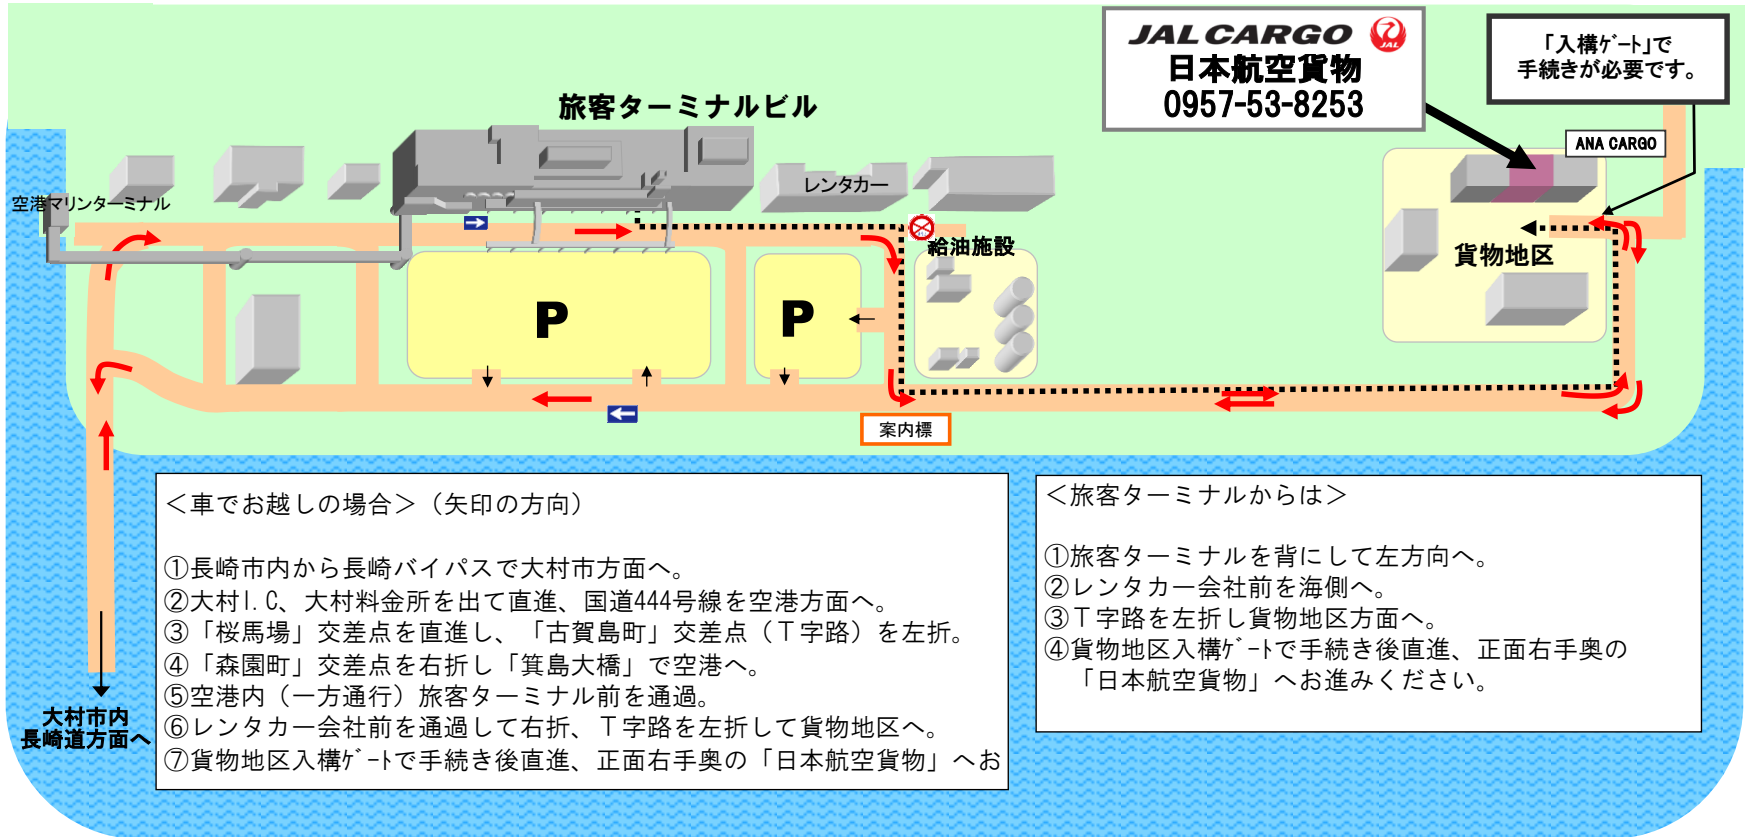 JAL CARGO
JAL
日本航空貨物
0957-53-8253
「入構ｹﾞｰﾄ」で
手続きが必要です。
旅客ターミナルビル
ANA CARGO
レンタカー
空港マリンターミナル
給油施設
貨物地区
P
P
案内標
大村市内
長崎道方面へ
＜車でお越しの場合＞（矢印の方向）
①長崎市内から長崎バイパスで大村市方面へ。
②大村I.C、大村料金所を出て直進、国道444号線を空港方面へ。
③「桜馬場」交差点を直進し、「古賀島町」交差点（Ｔ字路）を左折。
④「森園町」交差点を右折し「箕島大橋」で空港へ。
⑤空港内（一方通行）旅客ターミナル前を通過。
⑥レンタカー会社前を通過して右折、Ｔ字路を左折して貨物地区へ。
⑦貨物地区入構ｹﾞｰﾄで手続き後直進、正面右手奥の「日本航空貨物」へお
＜旅客ターミナルからは＞
①旅客ターミナルを背にして左方向へ。
②レンタカー会社前を海側へ。
③Ｔ字路を左折し貨物地区方面へ。
④貨物地区入構ｹﾞｰﾄで手続き後直進、正面右手奥の
「日本航空貨物」へお進みください。